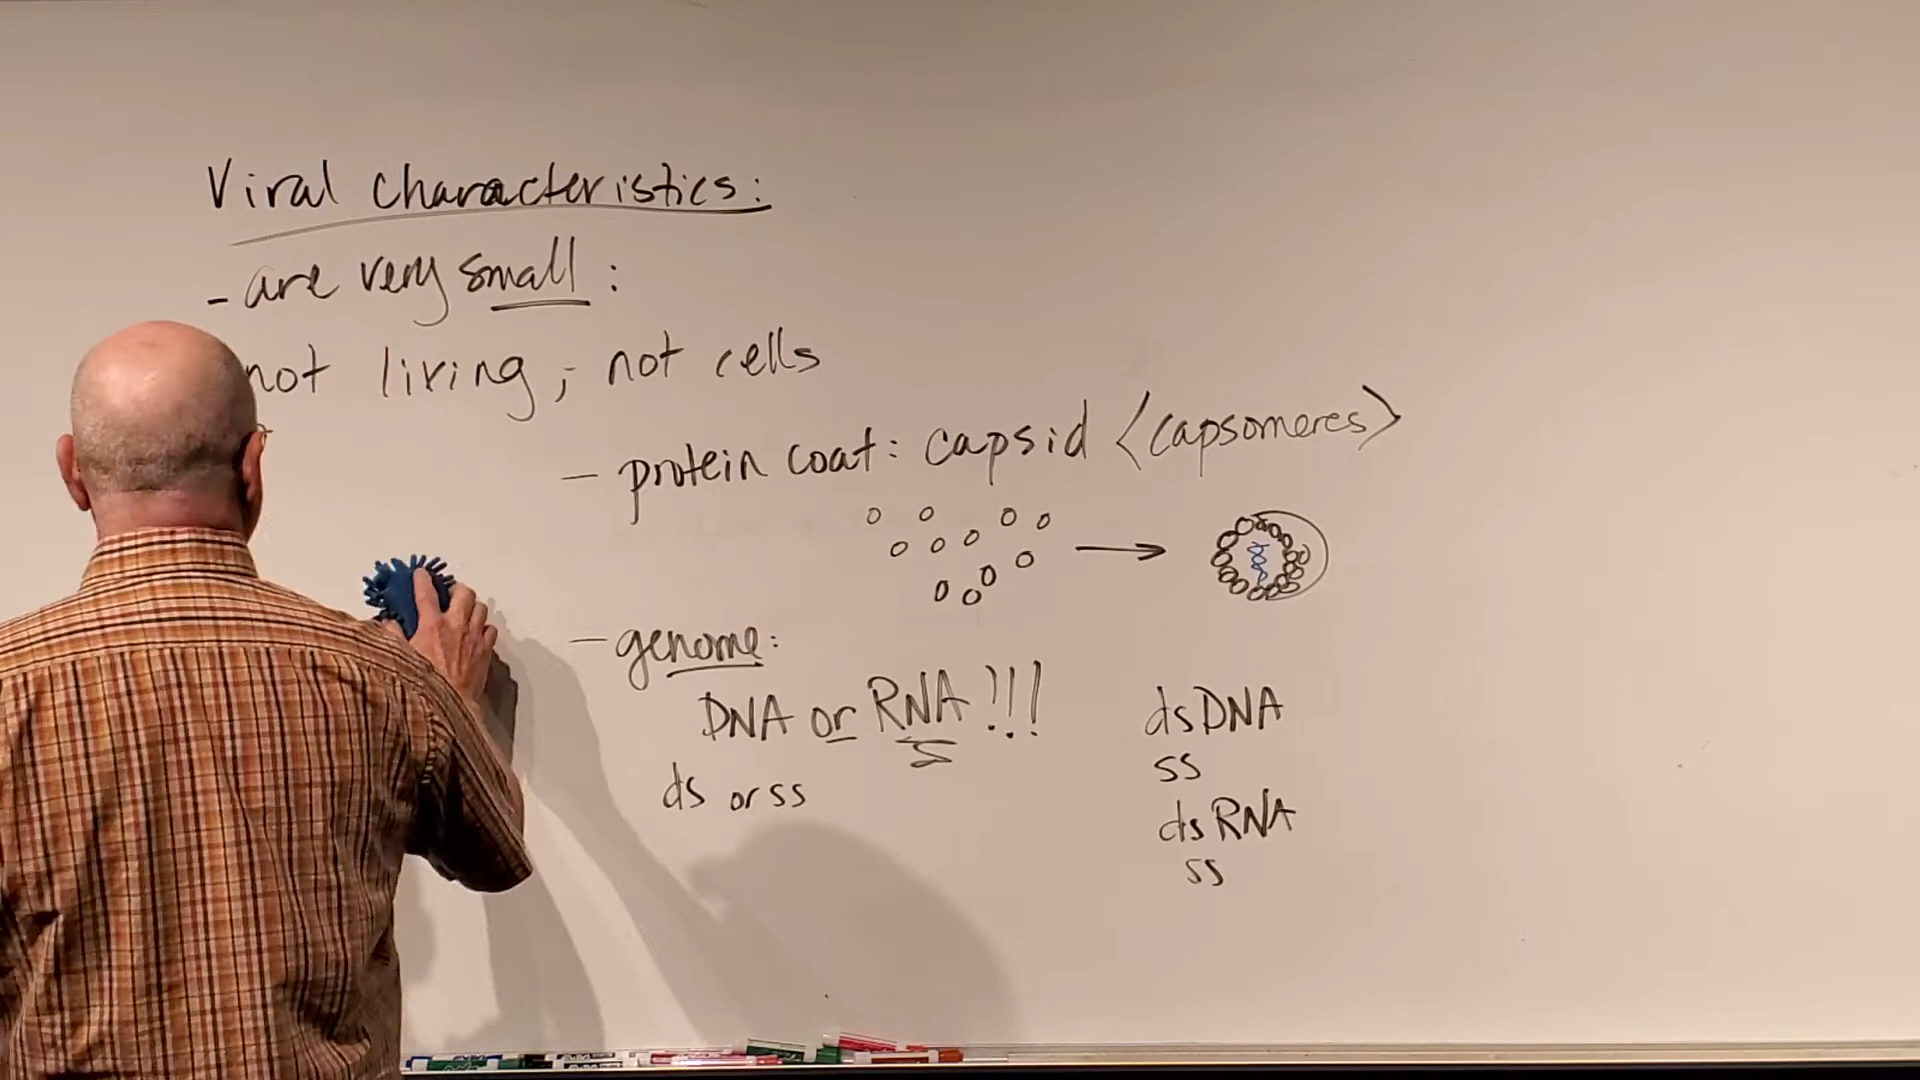 Viral characteristics:
- are very small:
not living; not cells
- protein coat: capsid <capsomeres>
- genome:
DNA or RNA!!!
ds or ss
dsDNA
ss
dsRNA
ss